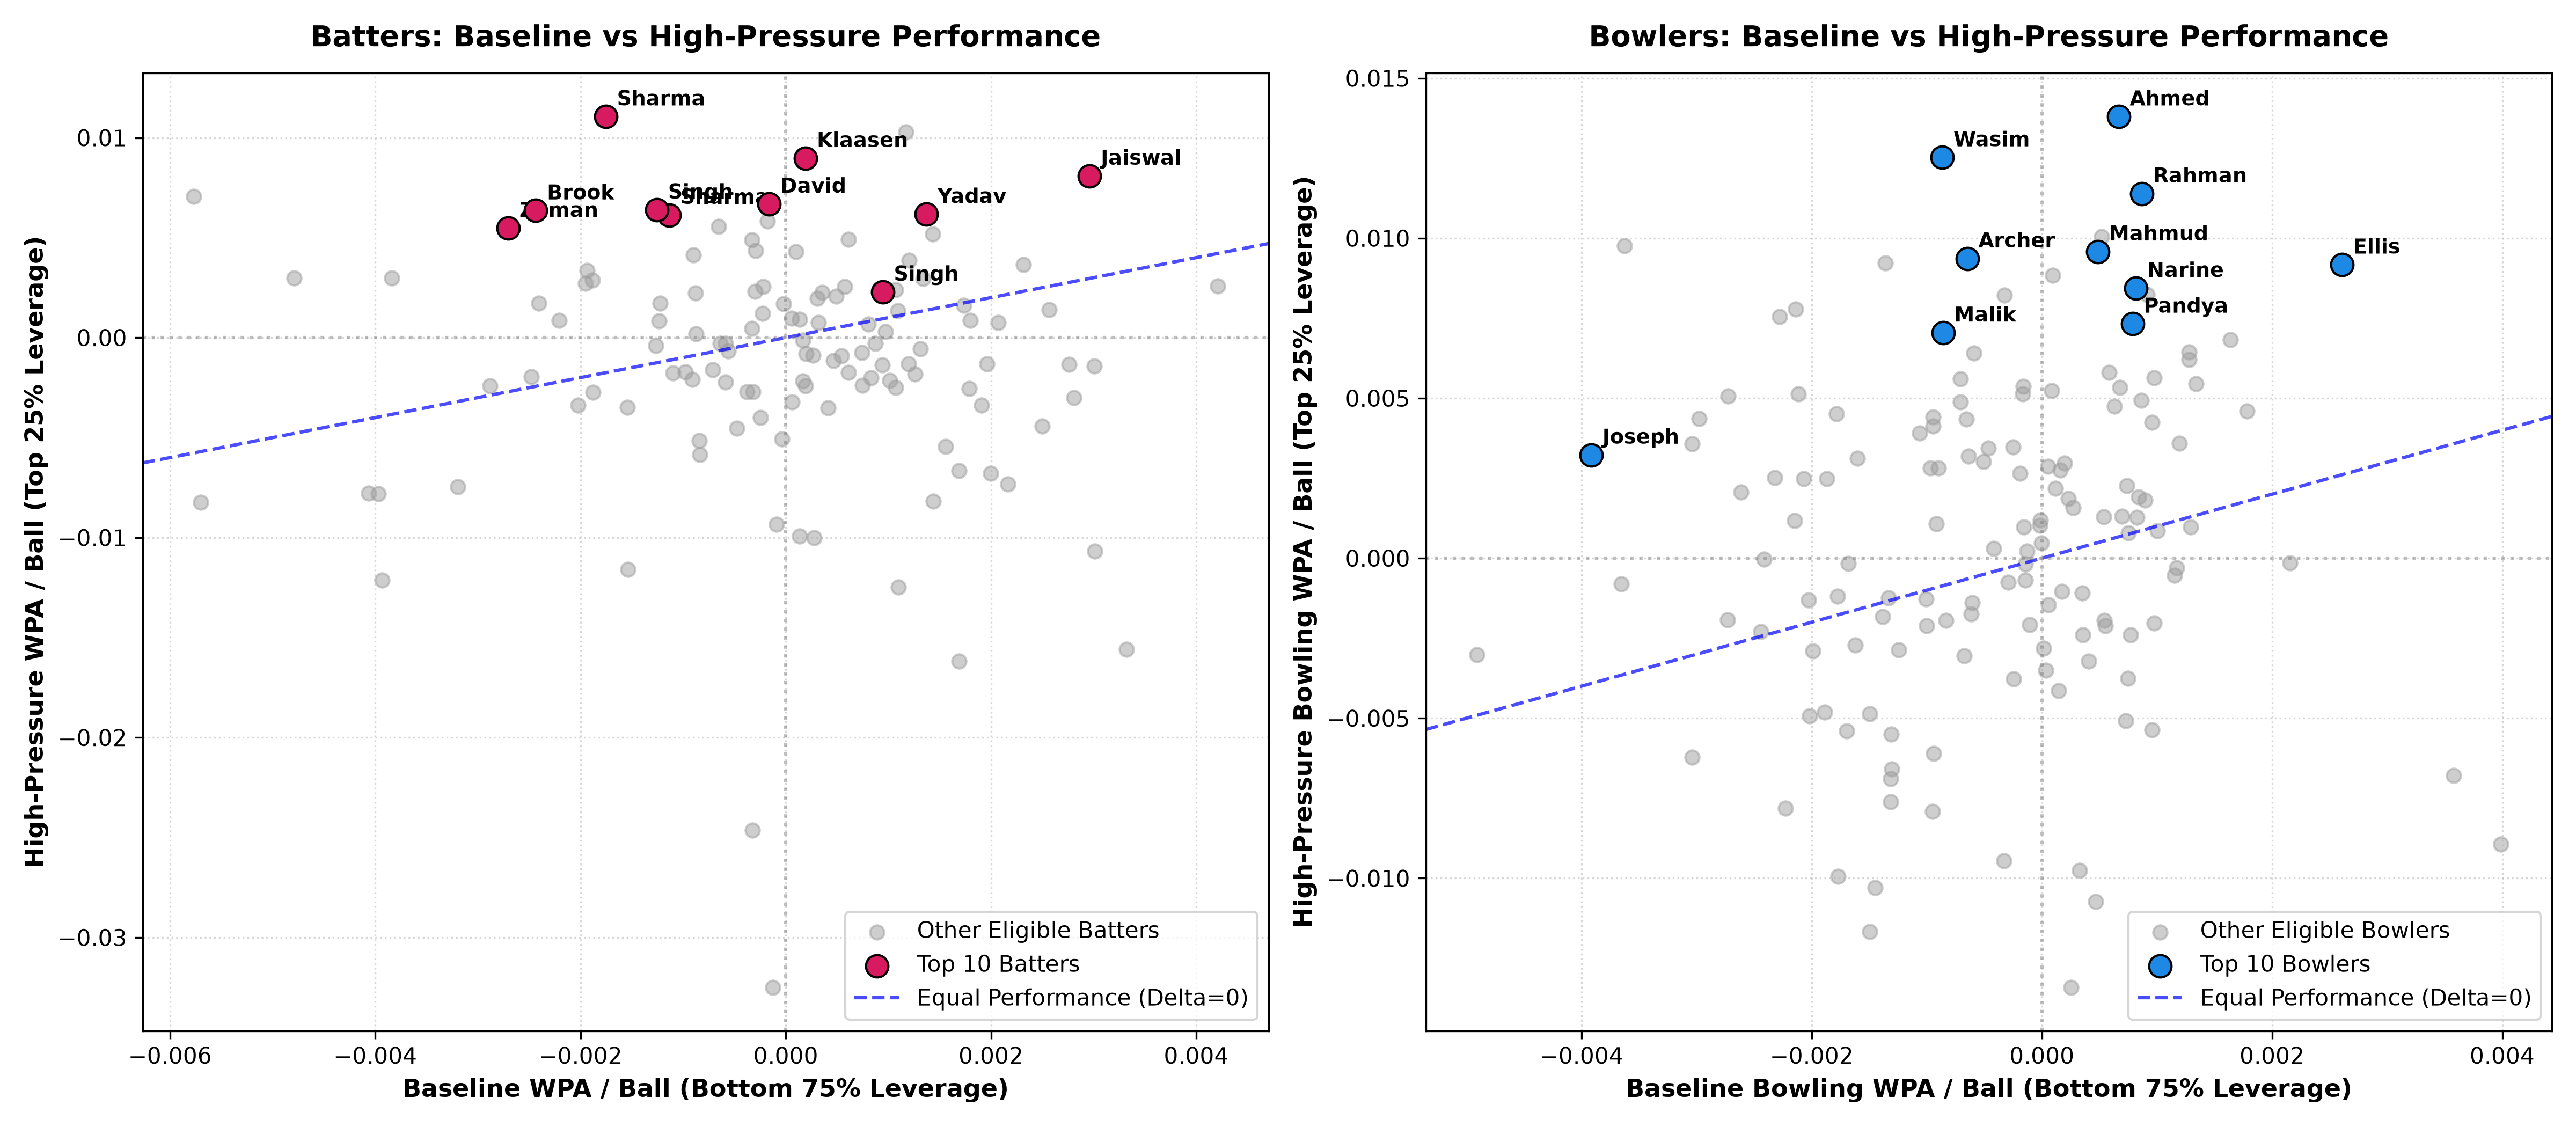 Batters: Baseline vs High-Pressure Performance
High-Pressure WPA / Ball (Top 25% Leverage)
0.01
0.00
−0.01
−0.02
−0.03
Sharma
Klaasen
Jaiswal
Brook
Singh
Sharma
David
Yadav
Singh
Other Eligible Batters
Top 10 Batters
Equal Performance (Delta=0)
−0.006
−0.004
−0.002
0.000
0.002
0.004
Baseline WPA / Ball (Bottom 75% Leverage)
Bowlers: Baseline vs High-Pressure Performance
High-Pressure Bowling WPA / Ball (Top 25% Leverage)
0.015
0.010
0.005
0.000
−0.005
−0.010
Ahmed
Wasim
Rahman
Archer
Mahmud
Ellis
Narine
Pandya
Malik
Joseph
Other Eligible Bowlers
Top 10 Bowlers
Equal Performance (Delta=0)
−0.004
−0.002
0.000
0.002
0.004
Baseline Bowling WPA / Ball (Bottom 75% Leverage)